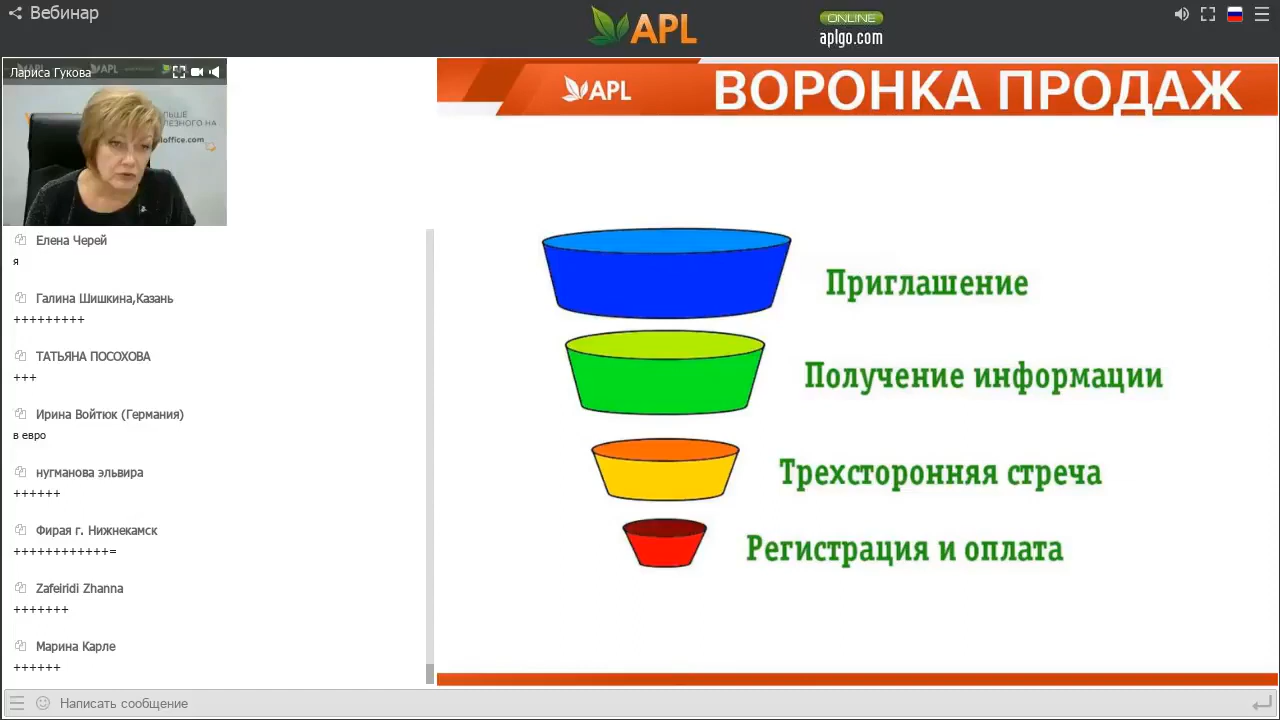 Вебинар
APL
ONLINE
aplgo.com
Лариса Гукова
Елена Черей
я
Галина Шишкина,Казань
+++++++++
ТАТЬЯНА ПОСОХОВА
+++
Ирина Войтюк (Германия)
в евро
нугманова эльвира
++++++
Фирая г. Нижнекамск
++++++++++++=
Zafeiridi Zhanna
+++++++
Марина Карле
++++++
Написать сообщение
APL
ВОРОНКА ПРОДАЖ
Приглашение
Получение информации
Трехсторонняя стреча
Регистрация и оплата